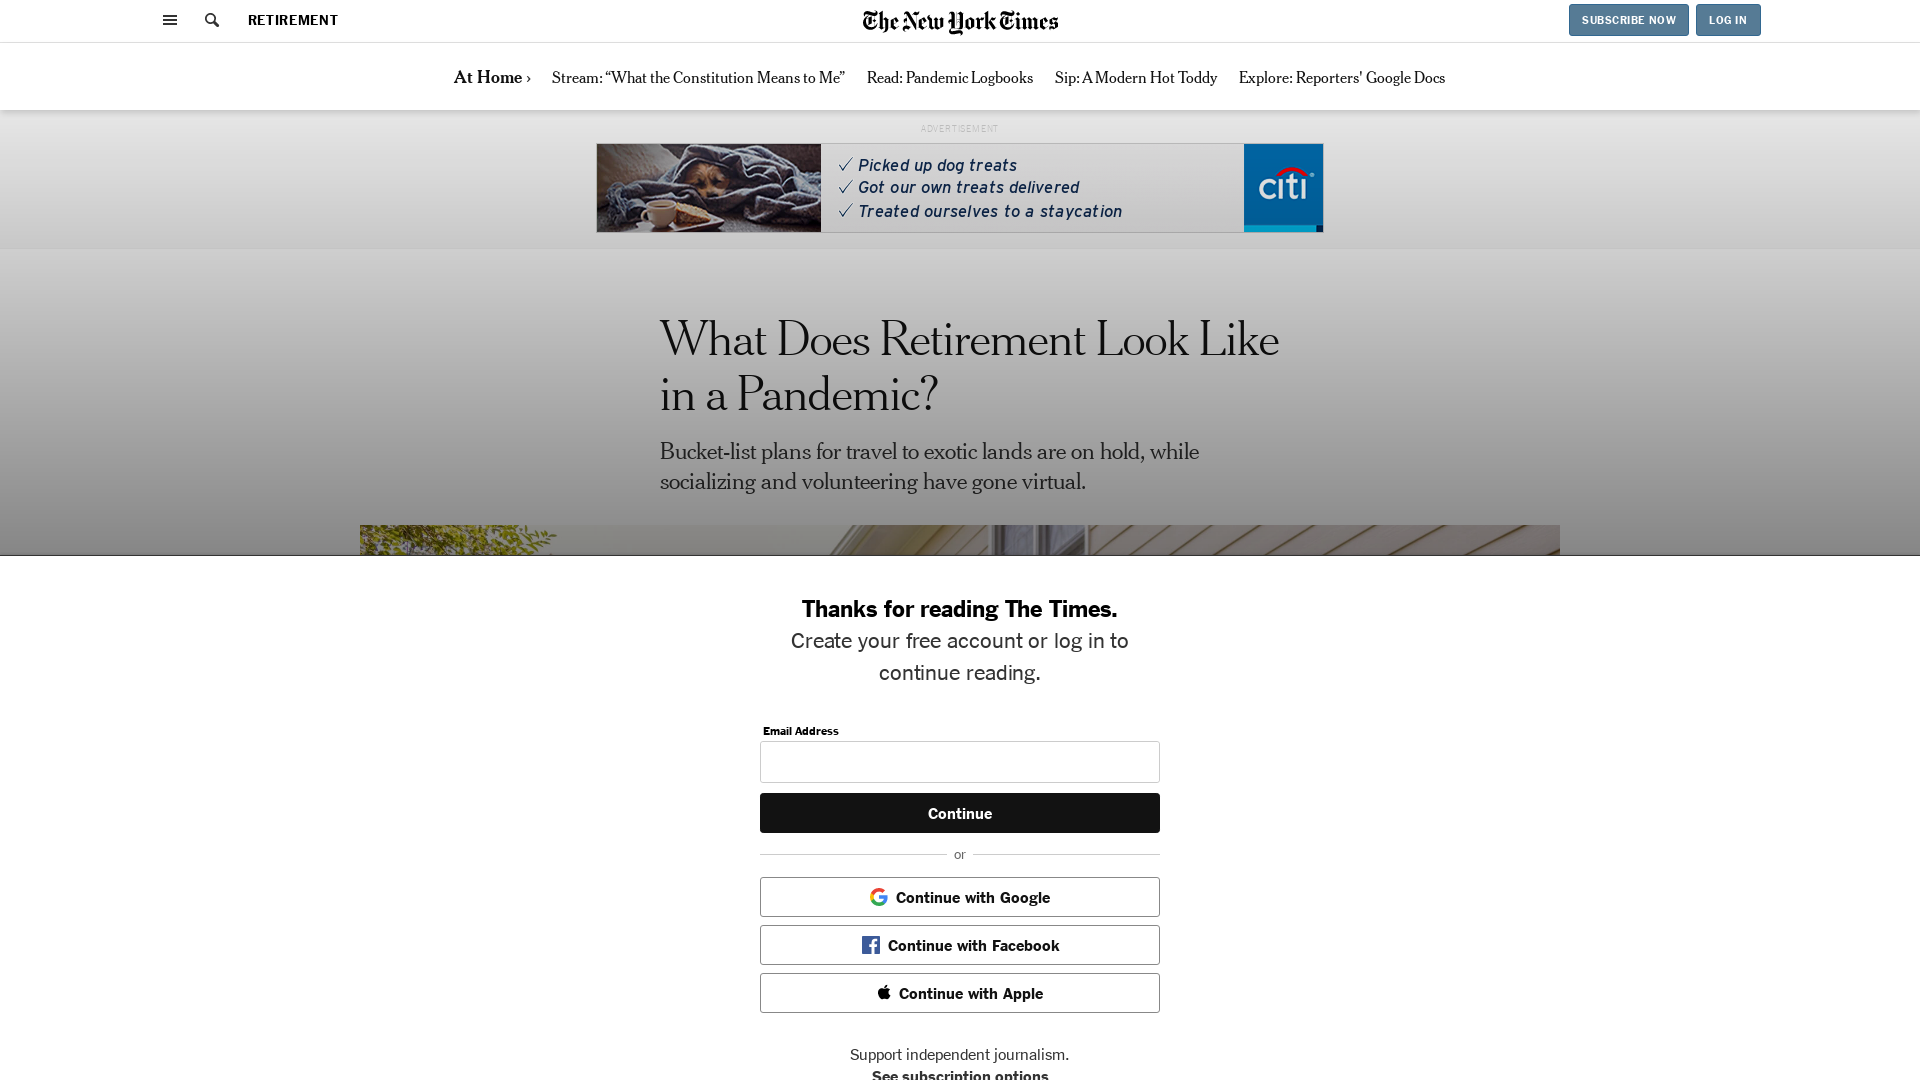 RETIREMENT
The New York Times
SUBSCRIBE NOW
LOG IN
At Home ›
Stream: “What the Constitution Means to Me”
Read: Pandemic Logbooks
Sip: A Modern Hot Toddy
Explore: Reporters' Google Docs
ADVERTISEMENT
✓ Picked up dog treats
✓ Got our own treats delivered
✓ Treated ourselves to a staycation
citi
What Does Retirement Look Like
in a Pandemic?
Bucket-list plans for travel to exotic lands are on hold, while
socializing and volunteering have gone virtual.
Thanks for reading The Times.
Create your free account or log in to
continue reading.
Email Address
Continue
or
Continue with Google
Continue with Facebook
Continue with Apple
Support independent journalism.
See subscription options